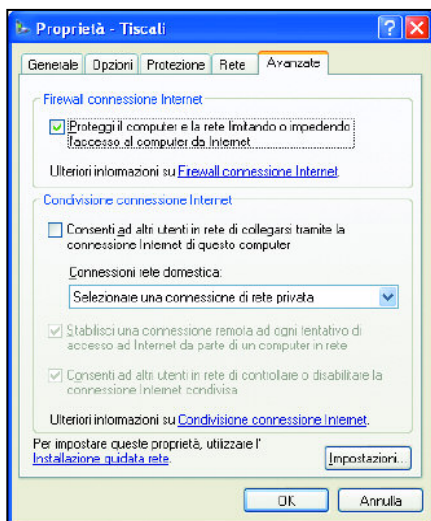 Proprietà - Tiscali
Generale Opzioni Protezione Rete Avanzate
Firewall connessione Internet
Proteggi il computer e la rete limitando o impedendo
l'accesso al computer da Internet
Ulteriori informazioni su Firewall connessione Internet.
Condivisione connessione Internet
Consenti ad altri utenti in rete di collegarsi tramite la
connessione Internet di questo computer
Connessioni rete domestica:
Selezionare una connessione di rete privata
Stabilisci una connessione remota ad ogni tentativo di
accesso ad Internet da parte di un computer in rete
Consenti ad altri utenti in rete di controllare o disabilitare la
connessione Internet condivisa
Ulteriori informazioni su Condivisione connessione Internet.
Per impostare queste proprietà, utilizzare l'
Installazione guidata rete.
Impostazioni...
OK Annulla